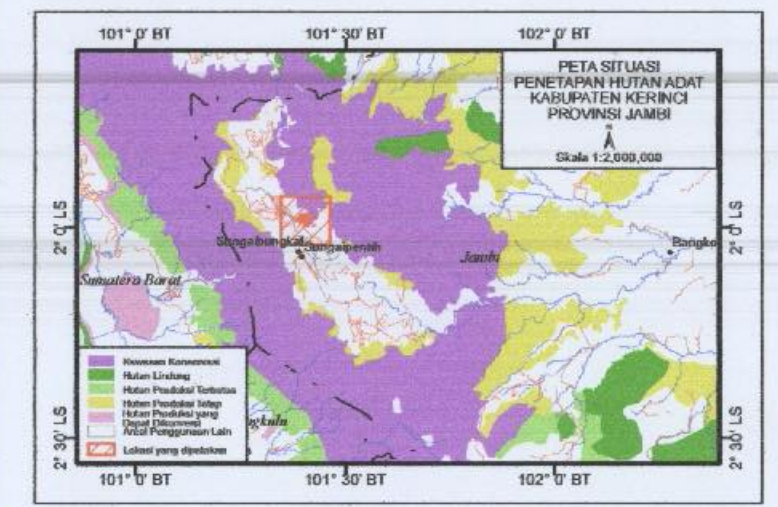 101° 0' BT
101° 30' BT
102° 0' BT
PETA SITUASI
PENETAPAN HUTAN ADAT
KABUPATEN KERINCI
PROVINSI JAMBI
N
Skala 1:2,000,000
2° 0' LS
2° 0' LS
Sungaibungkal
Sungaipenuh
Bangko
Jambi
Sumatera Barat
Kawasan Konservasi
Hutan Lindung
Hutan Produksi Terbatas
Hutan Produksi Tetap
Hutan Produksi yang
Dapat Dikonversi
Areal Penggunaan Lain
Lokasi yang dipetakan
ngkulu
2° 30' LS
2° 30' LS
101° 0' BT
101° 30' BT
102° 0' BT